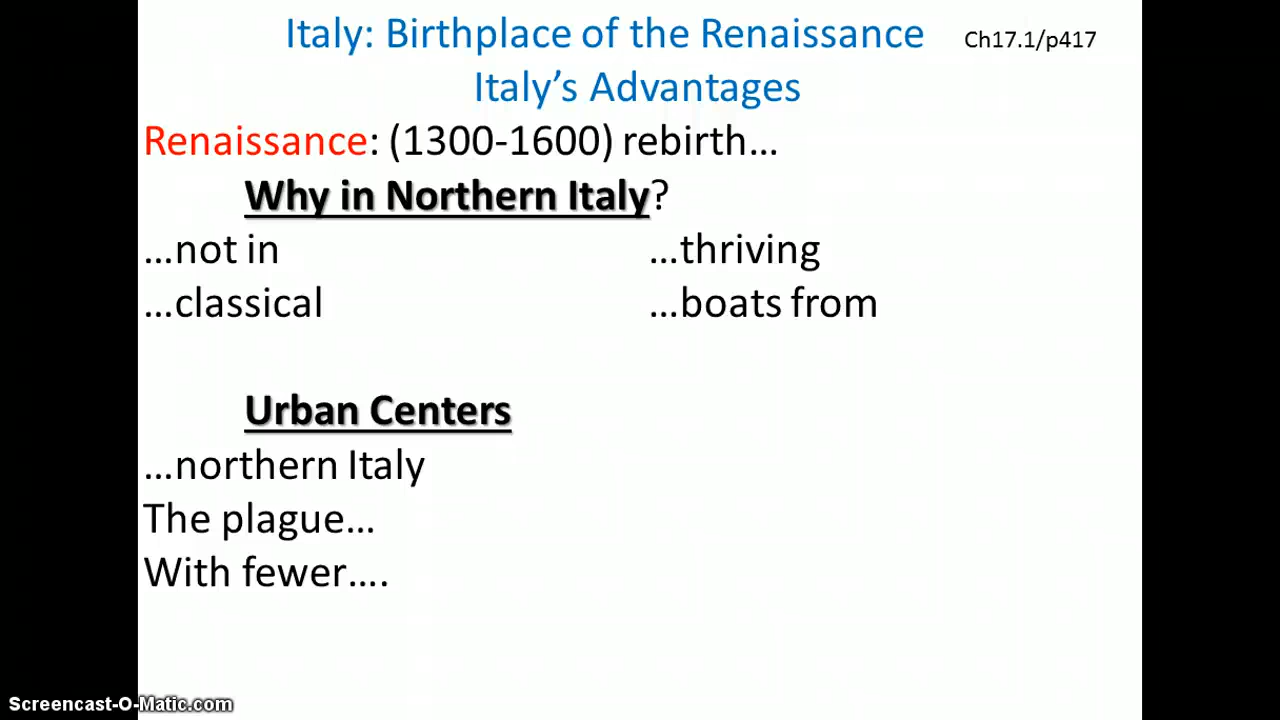 Italy: Birthplace of the Renaissance
Ch17.1/p417
Italy’s Advantages
Renaissance: (1300-1600) rebirth…
Why in Northern Italy?
…not in
…thriving
…classical
…boats from
Urban Centers
…northern Italy
The plague…
With fewer….
Screencast-O-Matic.com